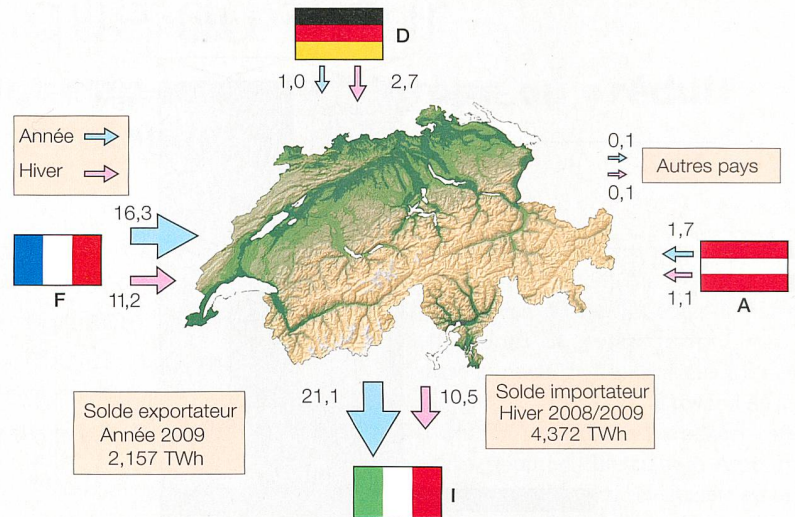 D
1,0
2,7
Année
Hiver
0,1
0,1
Autres pays
16,3
11,2
F
1,7
1,1
A
21,1
10,5
Solde exportateur
Année 2009
2,157 TWh
Solde importateur
Hiver 2008/2009
4,372 TWh
I